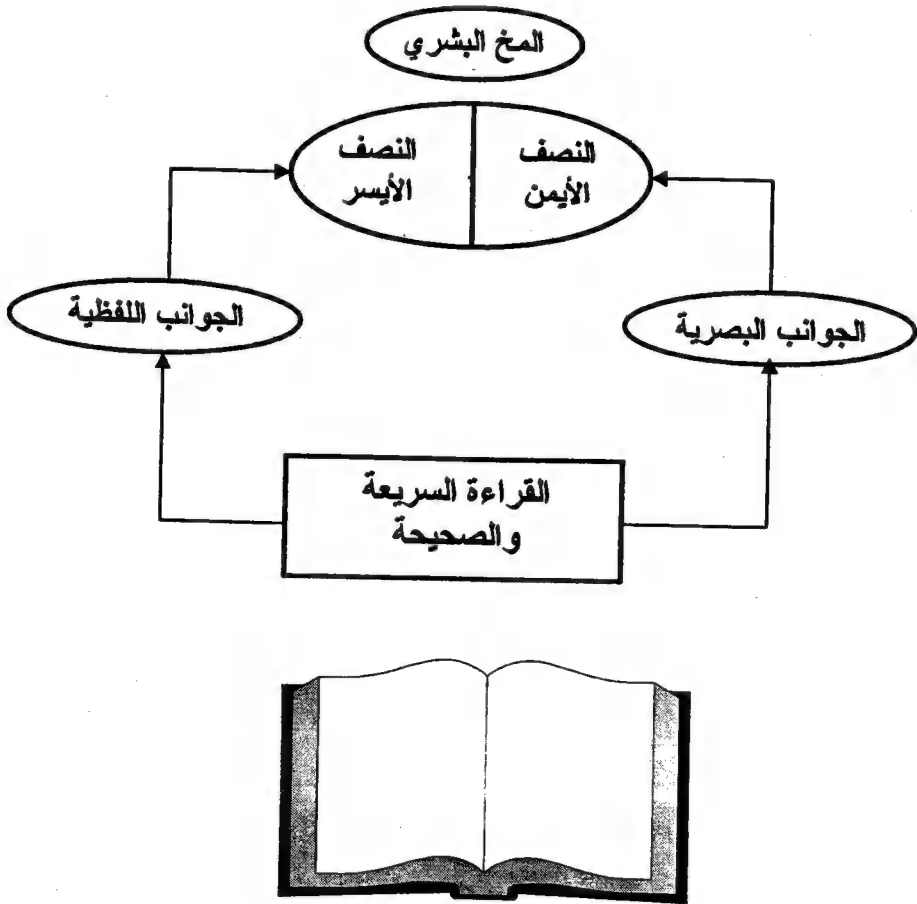 المخ البشري
النصف
الأيمن
النصف
الأيسر
الجوانب البصرية
الجوانب اللفظية
القراءة السريعة
والصحيحة